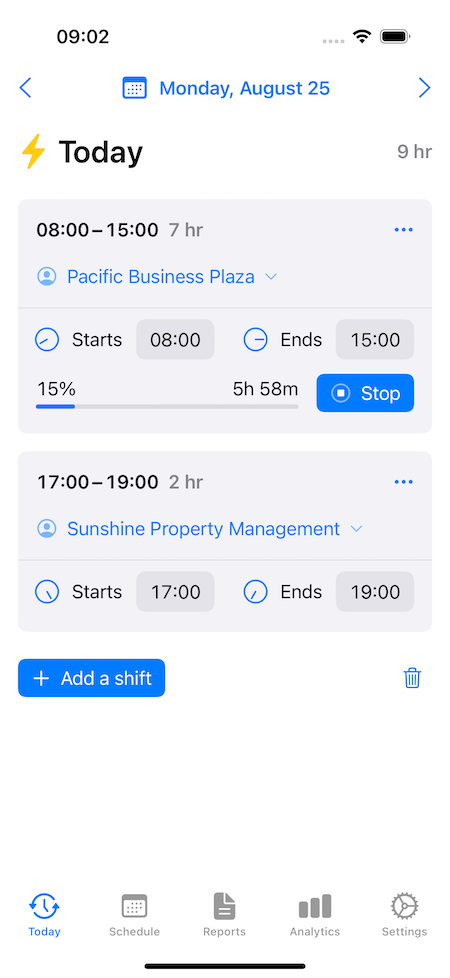 09:02
Monday, August 25
Today 9 hr
08:00 – 15:00 7 hr
Pacific Business Plaza
Starts 08:00 Ends 15:00
15% 5h 58m Stop
17:00 – 19:00 2 hr
Sunshine Property Management
Starts 17:00 Ends 19:00
+ Add a shift
Today Schedule Reports Analytics Settings